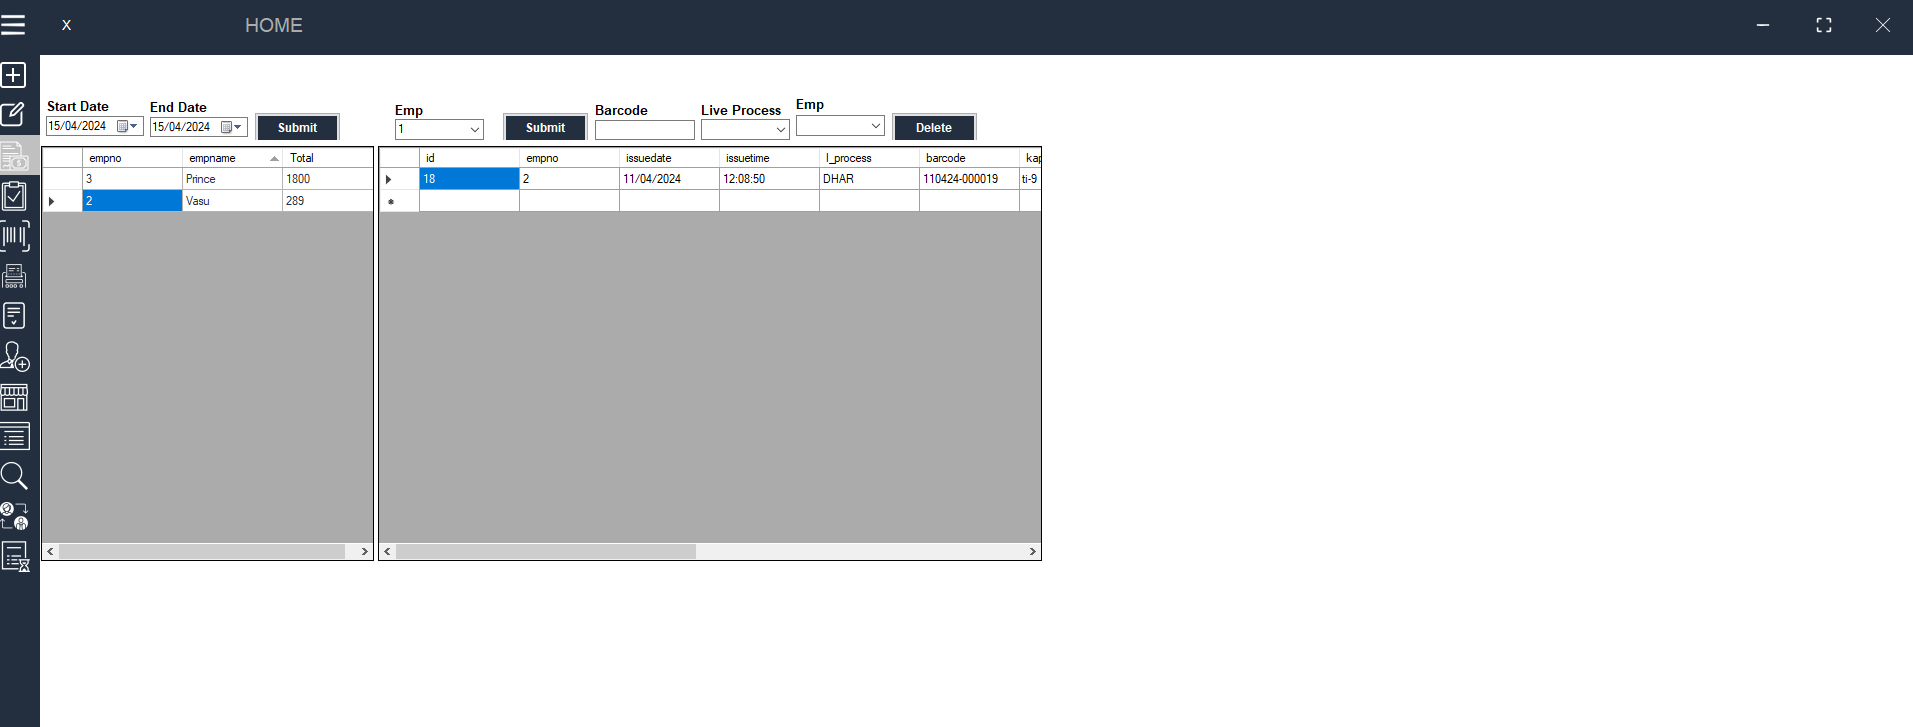 X HOME
Start Date End Date
15/04/2024 15/04/2024 Submit
Emp Barcode Live Process Emp
1 Submit Delete
empno empname Total
3 Prince 1800
2 Vasu 289
id empno issuedate issuetime l_process barcode kap
18 2 11/04/2024 12:08:50 DHAR 110424-000019 ti-9